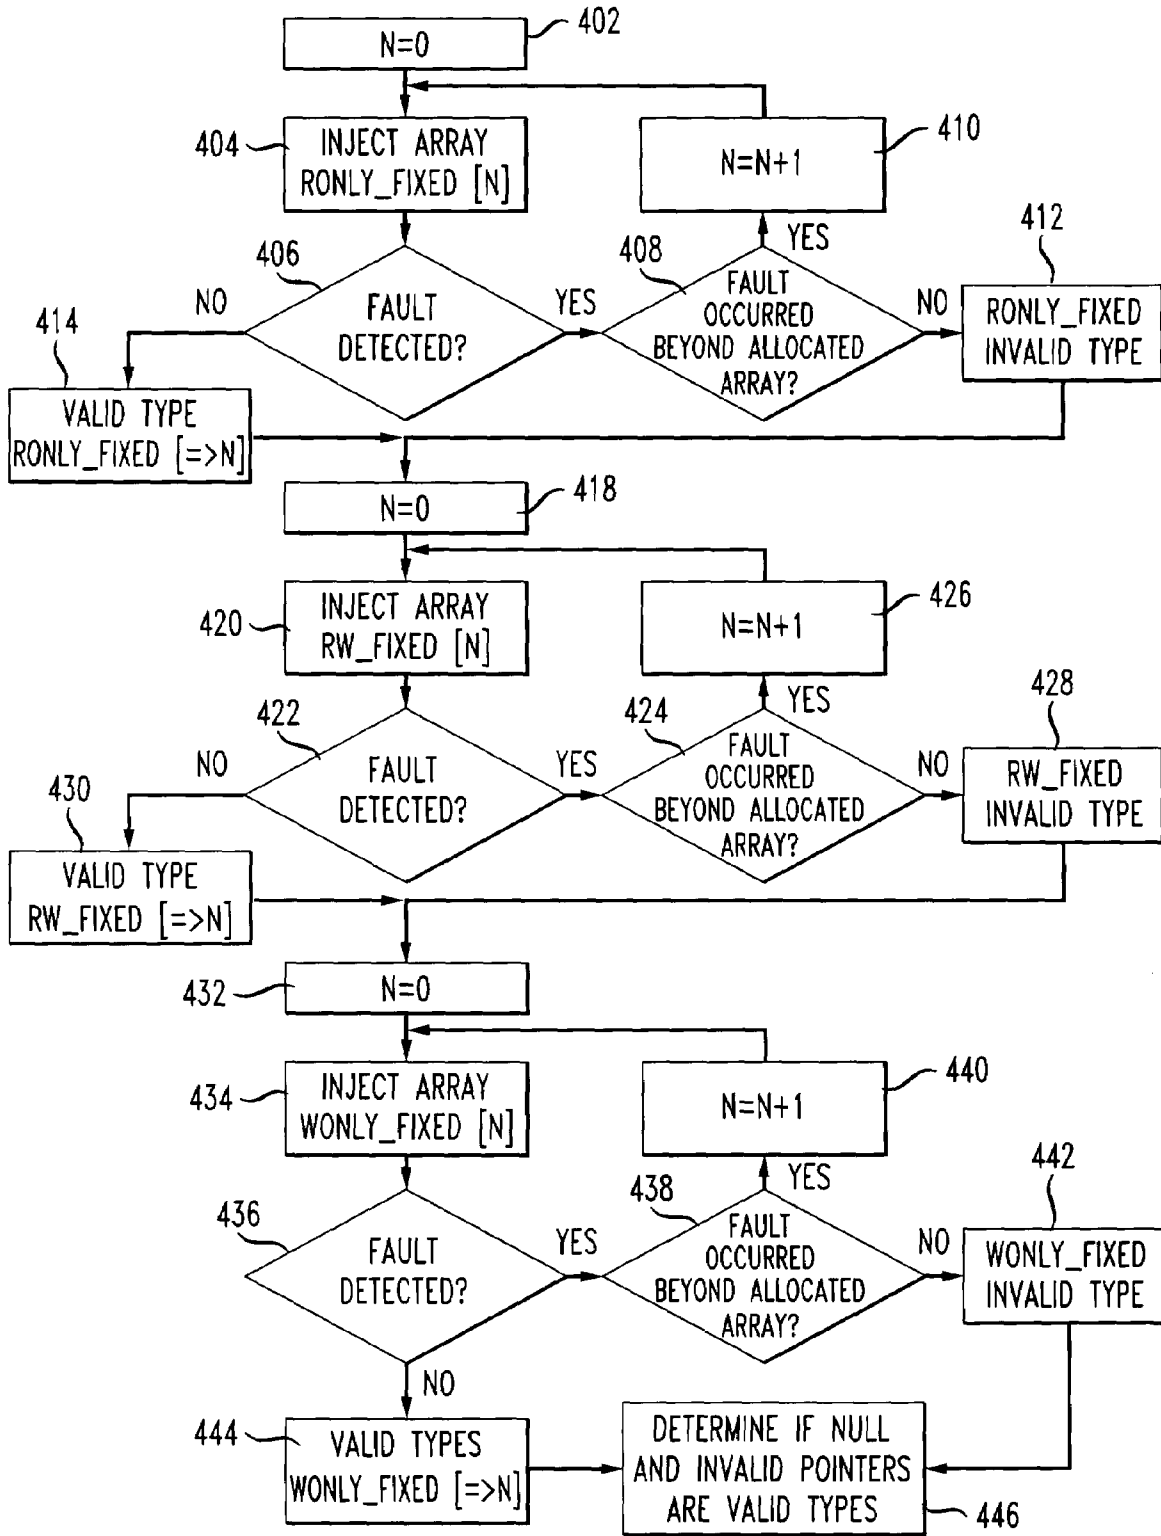 402
N=0
404
INJECT ARRAY
RONLY_FIXED [N]
N=N+1
410
406
FAULT
DETECTED?
NO
YES
408
FAULT
OCCURRED
BEYOND ALLOCATED
ARRAY?
YES
NO
412
RONLY_FIXED
INVALID TYPE
414
VALID TYPE
RONLY_FIXED [=>N]
N=0
418
420
INJECT ARRAY
RW_FIXED [N]
N=N+1
426
422
FAULT
DETECTED?
NO
YES
424
FAULT
OCCURRED
BEYOND ALLOCATED
ARRAY?
YES
NO
428
RW_FIXED
INVALID TYPE
430
VALID TYPE
RW_FIXED [=>N]
432
N=0
434
INJECT ARRAY
WONLY_FIXED [N]
N=N+1
440
436
FAULT
DETECTED?
YES
NO
438
FAULT
OCCURRED
BEYOND ALLOCATED
ARRAY?
YES
NO
442
WONLY_FIXED
INVALID TYPE
444
VALID TYPES
WONLY_FIXED [=>N]
DETERMINE IF NULL
AND INVALID POINTERS
ARE VALID TYPES
446